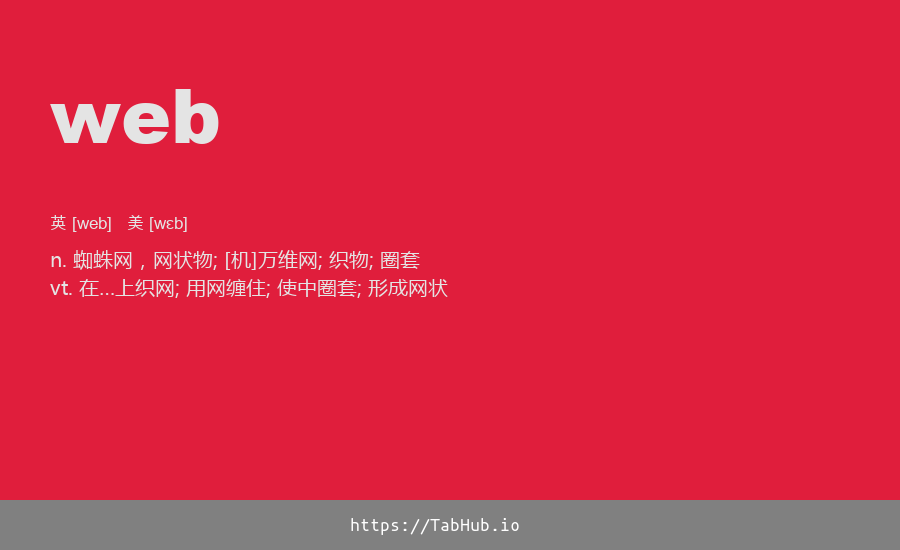 web
英 [web] 美 [wɛb]
n. 蜘蛛网，网状物; [机]万维网; 织物; 圈套
vt. 在...上织网; 用网缠住; 使中圈套; 形成网状
https://TabHub.io